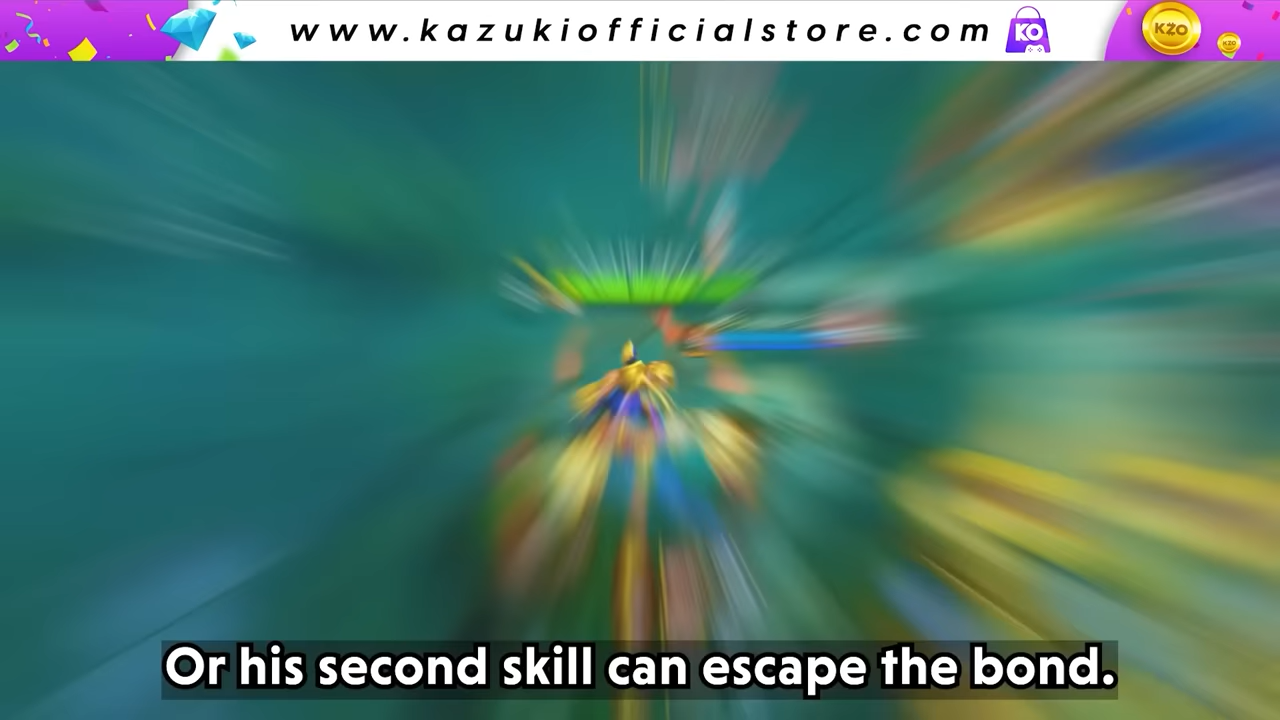 www.kazukiofficialstore.com
KO
KZO
KZO
Or his second skill can escape the bond.